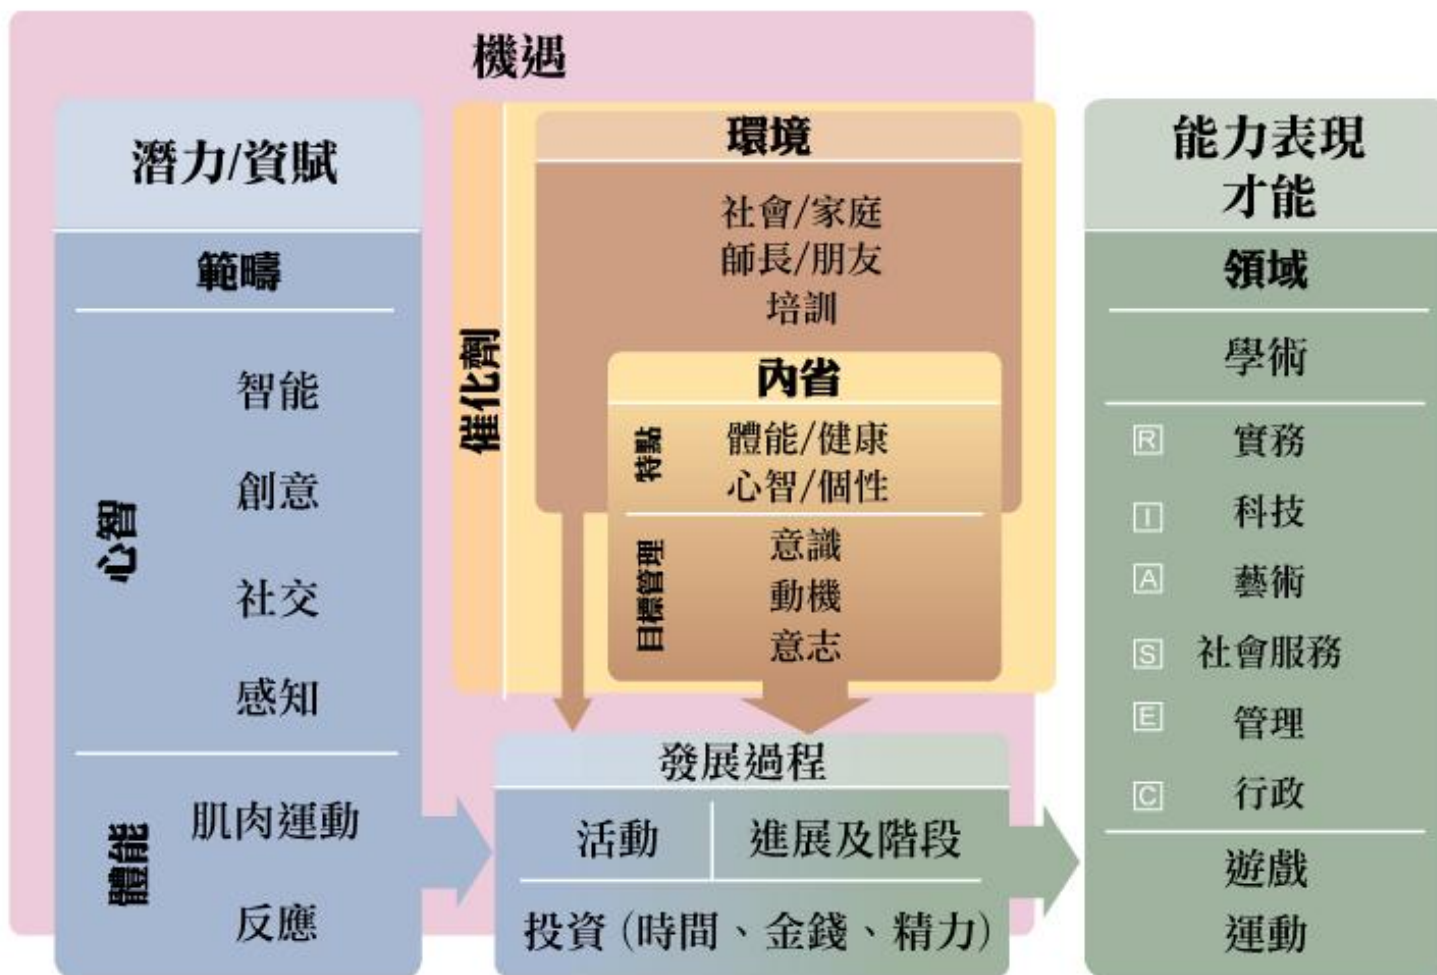 機遇
潛力/資賦
範疇
心智
智能
創意
社交
感知
體能
肌肉運動
反應
催化劑
環境
社會/家庭
師長/朋友
培訓
內省
特點
體能/健康
心智/個性
目標管理
意識
動機
意志
發展過程
活動
進展及階段
投資(時間、金錢、精力)
能力表現
才能
領域
學術
R 實務
I 科技
A 藝術
S 社會服務
E 管理
C 行政
遊戲
運動